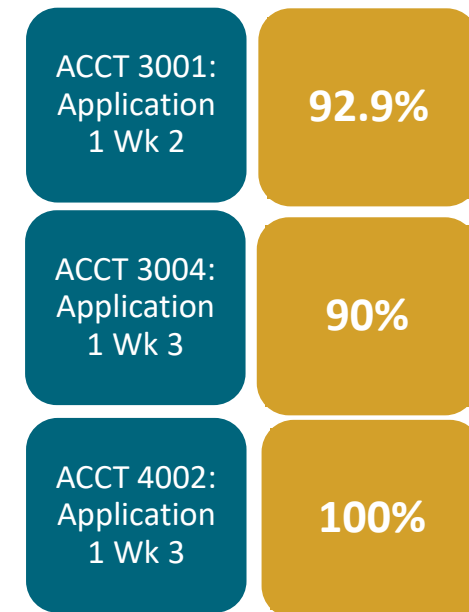 ACCT 3001:
Application
1 Wk 2
92.9%
ACCT 3004:
Application
1 Wk 3
90%
ACCT 4002:
Application
1 Wk 3
100%